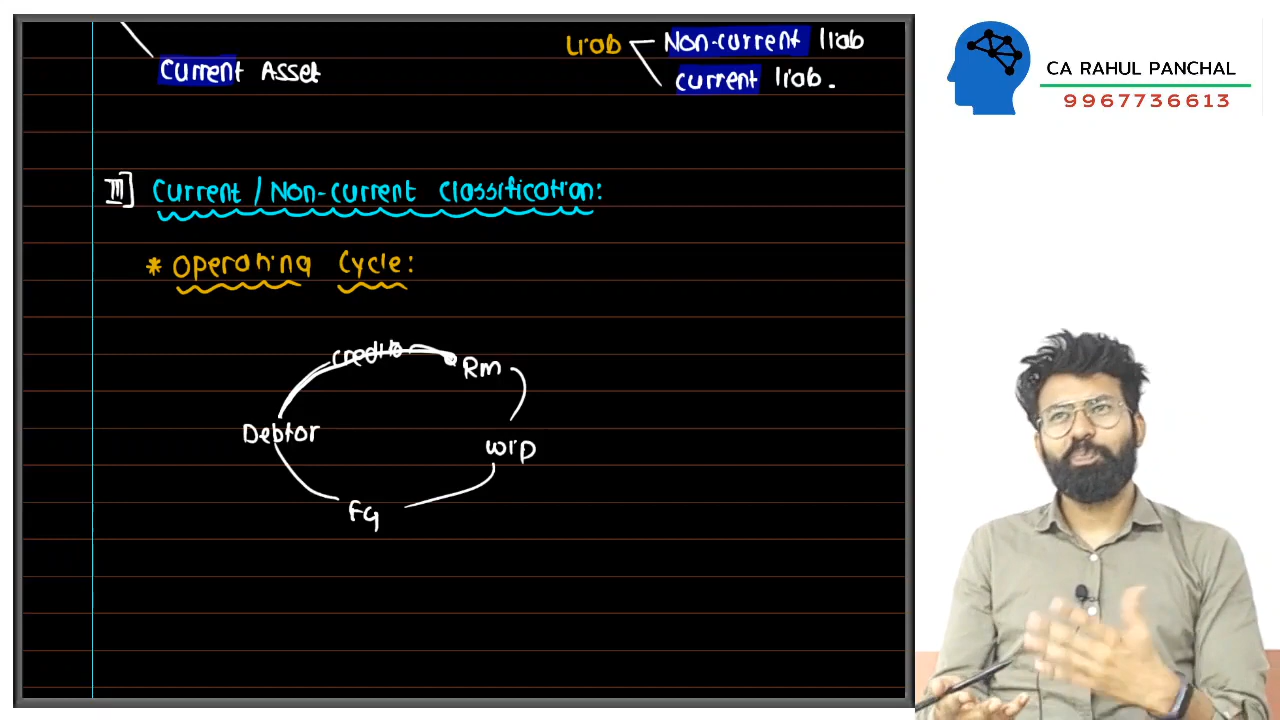 Liab Non-current liab
Current Asset
current liab.
CA RAHUL PANCHAL
9967736613
III] Current / Non-current Classification:
* Operating Cycle:
Rm
Debtor
WIP
FG